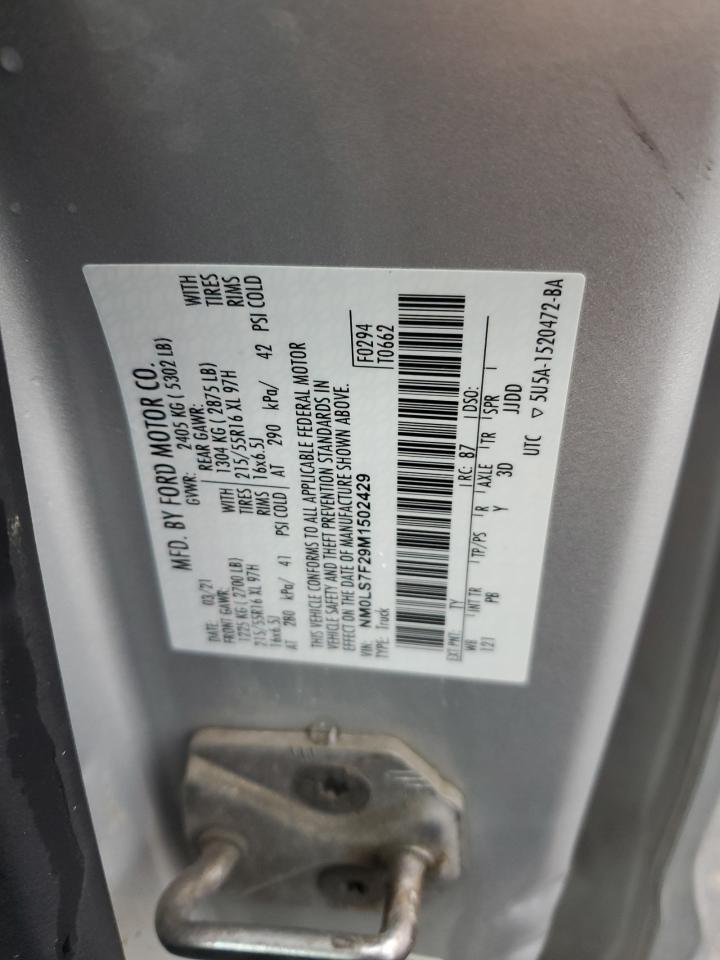 MFD. BY FORD MOTOR CO.
DATE: 03/21 GVWR: 2405 KG ( 5302 LB)
FRONT GAWR: REAR GAWR:
1225 KG ( 2700 LB) WITH 1304 KG ( 2875 LB) WITH
215/55R16 XL 97H TIRES 215/55R16 XL 97H TIRES
16x6.5J RIMS 16x6.5J RIMS
AT 280 kPa/ 41 PSI COLD AT 290 kPa/ 42 PSI COLD
THIS VEHICLE CONFORMS TO ALL APPLICABLE FEDERAL MOTOR
VEHICLE SAFETY AND THEFT PREVENTION STANDARDS IN
EFFECT ON THE DATE OF MANUFACTURE SHOWN ABOVE.
VIN: NM0LS7F29M1502429 F0294
TYPE: Truck T0662
EXT PNT: TY RC: 87 DSO:
WB INT TR TP/PS R AXLE TR SPR
121 PB Y 3D JJDD
UTC ▽ 5U5A-1520472-BA